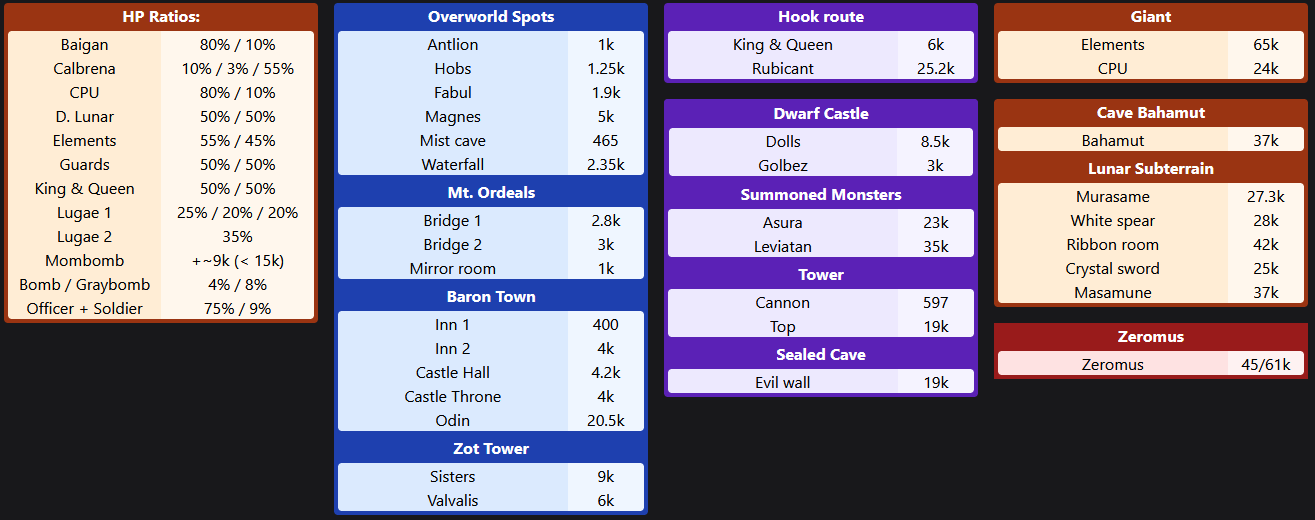 HP Ratios:
Baigan 80% / 10%
Calbrena 10% / 3% / 55%
CPU 80% / 10%
D. Lunar 50% / 50%
Elements 55% / 45%
Guards 50% / 50%
King & Queen 50% / 50%
Lugae 1 25% / 20% / 20%
Lugae 2 35%
Mombomb +~9k (< 15k)
Bomb / Graybomb 4% / 8%
Officer + Soldier 75% / 9%
Overworld Spots
Antlion 1k
Hobs 1.25k
Fabul 1.9k
Magnes 5k
Mist cave 465
Waterfall 2.35k
Mt. Ordeals
Bridge 1 2.8k
Bridge 2 3k
Mirror room 1k
Baron Town
Inn 1 400
Inn 2 4k
Castle Hall 4.2k
Castle Throne 4k
Odin 20.5k
Zot Tower
Sisters 9k
Valvalis 6k
Hook route
King & Queen 6k
Rubicant 25.2k
Dwarf Castle
Dolls 8.5k
Golbez 3k
Summoned Monsters
Asura 23k
Leviatan 35k
Tower
Cannon 597
Top 19k
Sealed Cave
Evil wall 19k
Giant
Elements 65k
CPU 24k
Cave Bahamut
Bahamut 37k
Lunar Subterrain
Murasame 27.3k
White spear 28k
Ribbon room 42k
Crystal sword 25k
Masamune 37k
Zeromus
Zeromus 45/61k